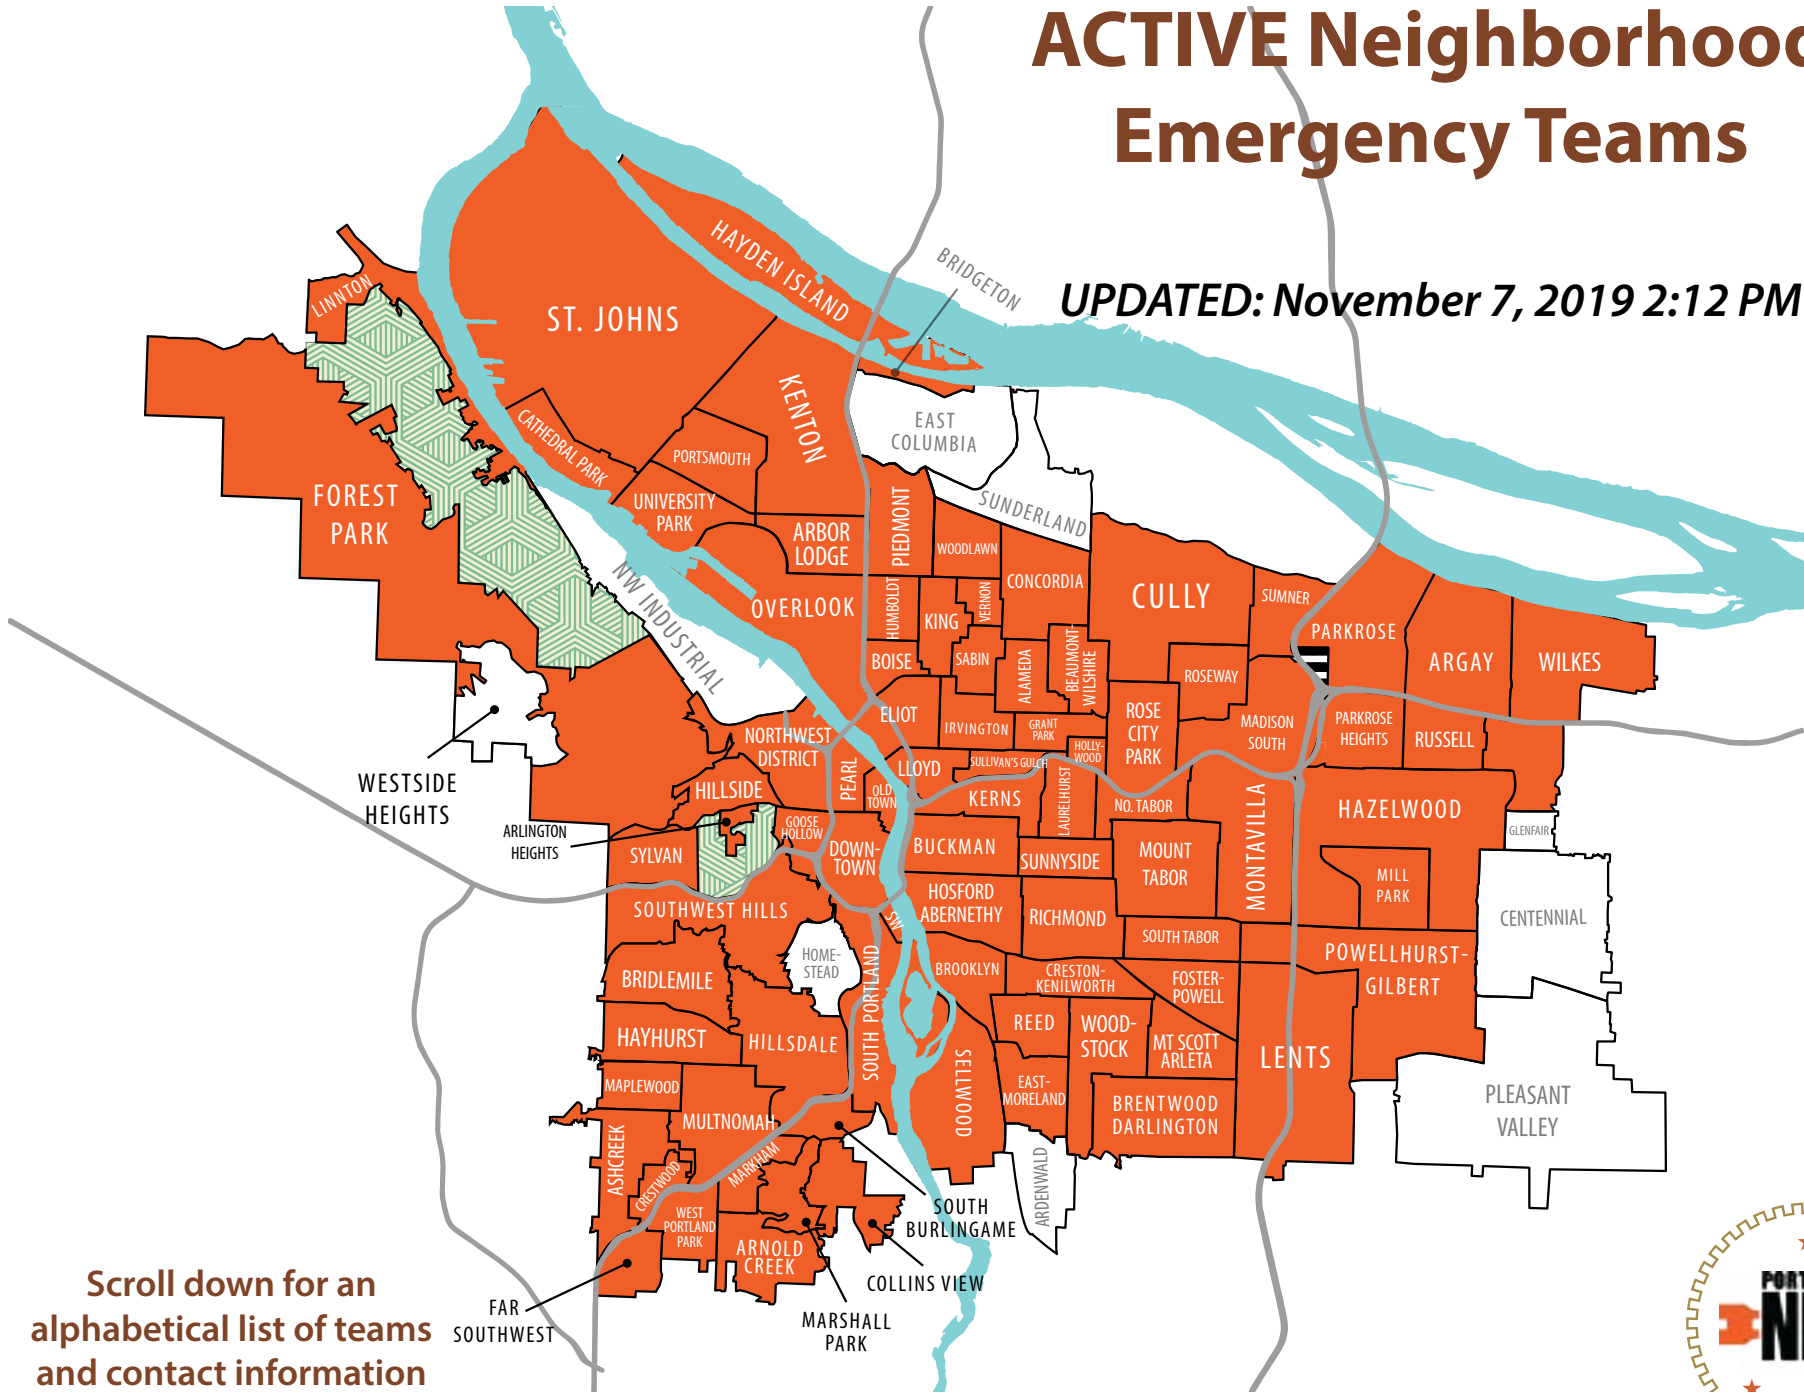 ACTIVE Neighborhood
Emergency Teams
UPDATED: November 7, 2019 2:12 PM
HAYDEN ISLAND
BRIDGETON
LINNTON
ST. JOHNS
KENTON
EAST
COLUMBIA
CATHEDRAL PARK
PORTSMOUTH
FOREST
PARK
UNIVERSITY
PARK
ARBOR
LODGE
PIEDMONT
SUNDERLAND
WOODLAWN
NW INDUSTRIAL
OVERLOOK
HUMBOLDT
KING
VERNON
CONCORDIA
CULLY
SUMNER
PARKROSE
ARGAY
WILKES
BOISE
SABIN
ALAMEDA
BEAUMONT-
WILSHIRE
ROSEWAY
WESTSIDE
HEIGHTS
NORTHWEST
DISTRICT
ELIOT
IRVINGTON
GRANT
PARK
ROSE
CITY
PARK
MADISON
SOUTH
PARKROSE
HEIGHTS
RUSSELL
HOLLY-
WOOD
HILLSIDE
PEARL
OLD
TOWN
LLOYD
SULLIVAN'S GULCH
KERNS
LAURELHURST
NO. TABOR
MONTAVILLA
HAZELWOOD
GLENFAIR
ARLINGTON
HEIGHTS
SYLVAN
GOOSE
HOLLOW
DOWN-
TOWN
BUCKMAN
SUNNYSIDE
MOUNT
TABOR
MILL
PARK
CENTENNIAL
SOUTHWEST HILLS
SW
HOSFORD
ABERNETHY
RICHMOND
SOUTH TABOR
POWELLHURST-
GILBERT
BRIDLEMILE
HOME-
STEAD
SOUTH PORTLAND
BROOKLYN
CRESTON-
KENILWORTH
FOSTER-
POWELL
HAYHURST
HILLSDALE
REED
WOOD-
STOCK
MT SCOTT
ARLETA
LENTS
MAPLEWOOD
SELLWOOD
EAST-
MORELAND
BRENTWOOD
DARLINGTON
PLEASANT
VALLEY
MULTNOMAH
ASHCREEK
CRESTWOOD
MARKHAM
ARDENWALD
WEST
PORTLAND
PARK
ARNOLD
CREEK
SOUTH
BURLINGAME
COLLINS VIEW
MARSHALL
PARK
FAR
SOUTHWEST
Scroll down for an
alphabetical list of teams
and contact information